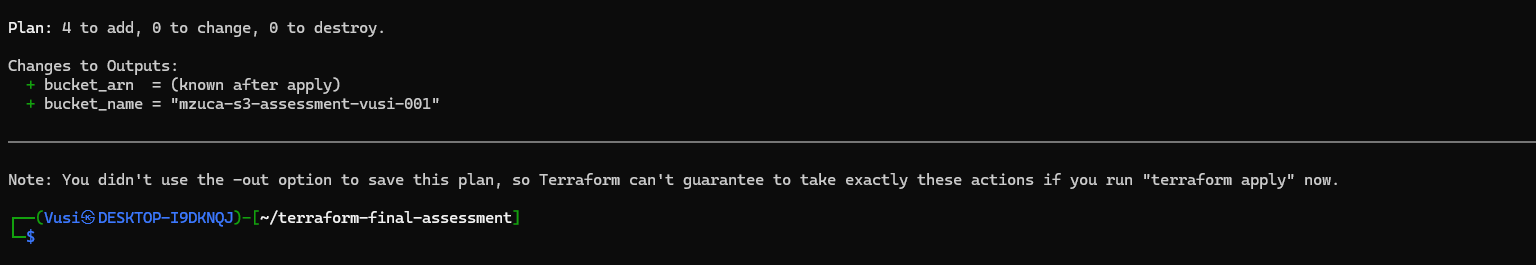 Plan: 4 to add, 0 to change, 0 to destroy.
Changes to Outputs:
+ bucket_arn  = (known after apply)
+ bucket_name = "mzuca-s3-assessment-vusi-001"
Note: You didn't use the -out option to save this plan, so Terraform can't guarantee to take exactly these actions if you run "terraform apply" now.
┌──(Vusi㉿DESKTOP-I9DKNQJ)-[~/terraform-final-assessment]
└─$